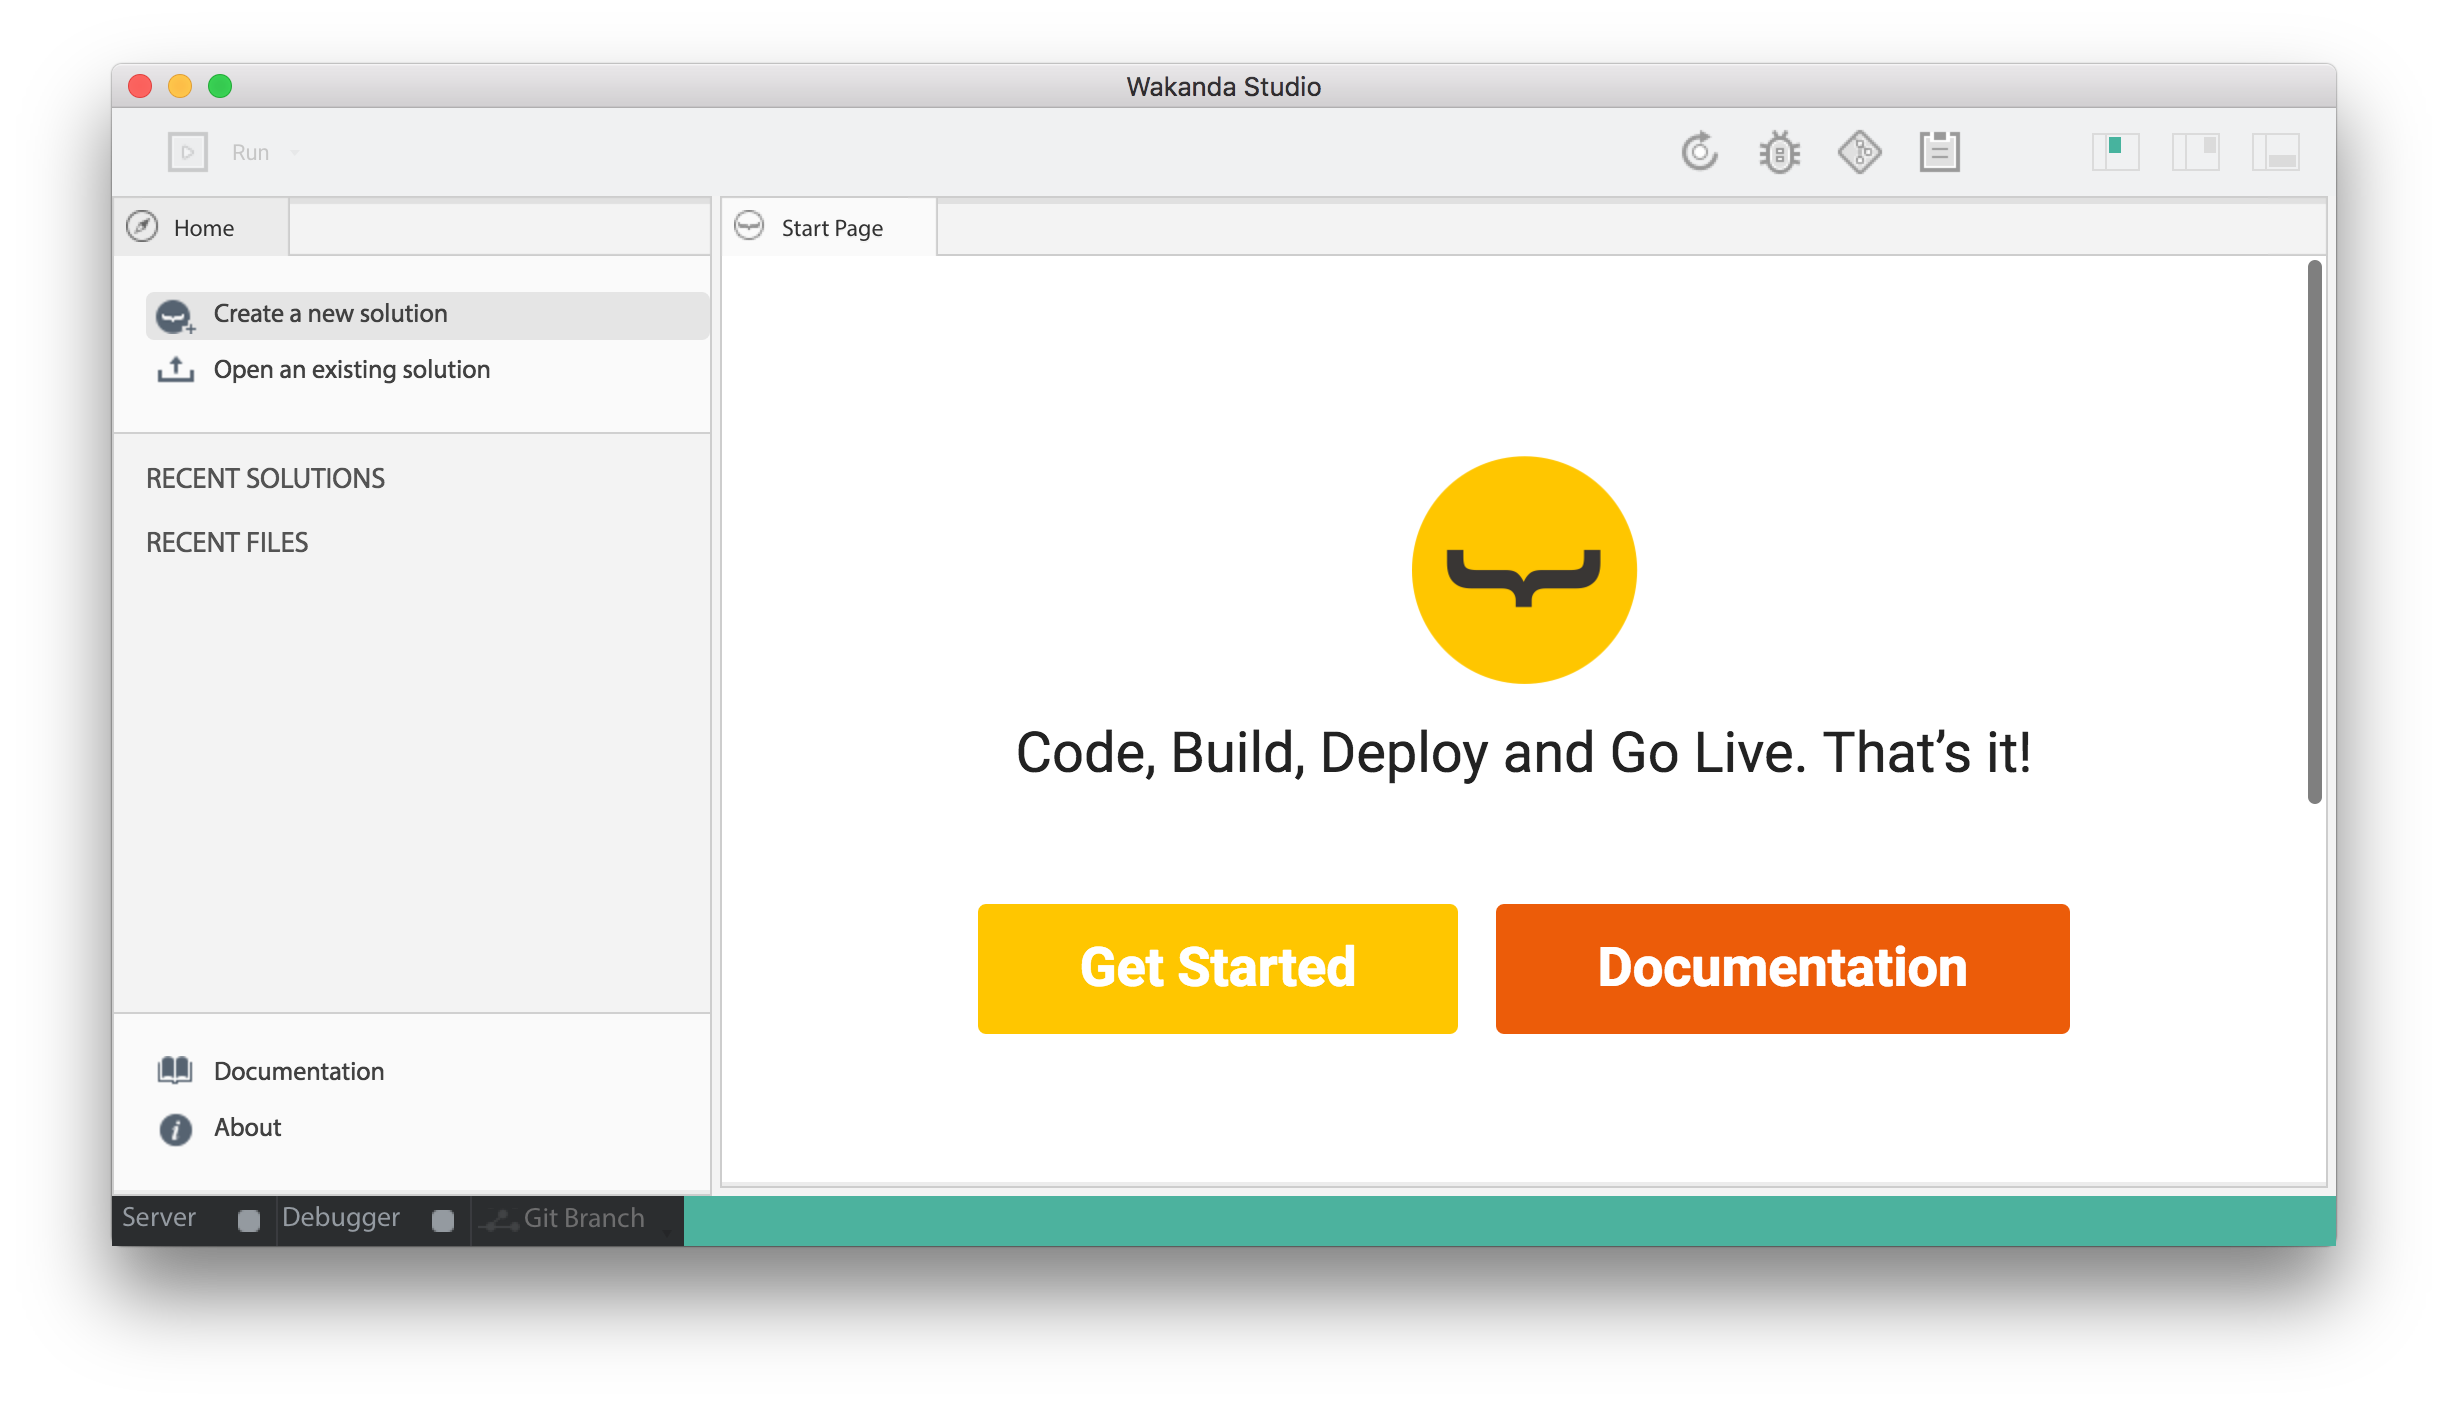 Wakanda Studio
Run
Home
Start Page
Create a new solution
Open an existing solution
RECENT SOLUTIONS
RECENT FILES
Code, Build, Deploy and Go Live. That’s it!
Get Started
Documentation
Documentation
About
Server
Debugger
Git Branch